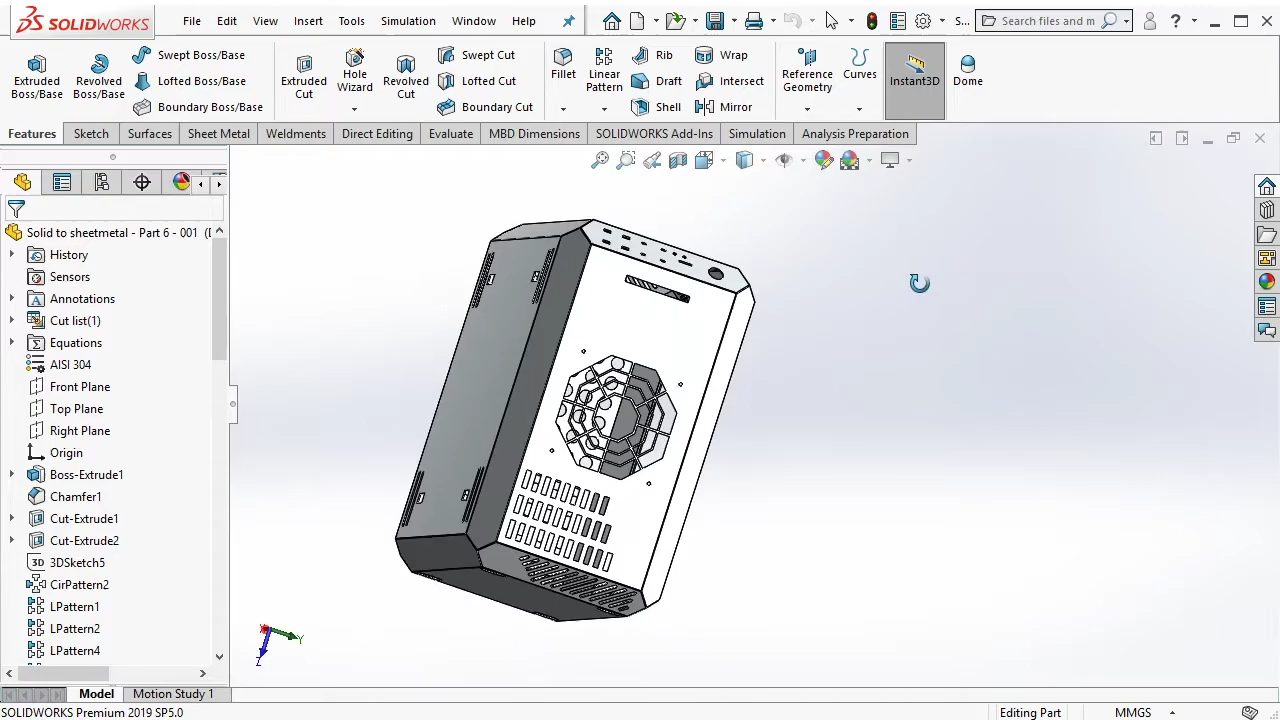 SOLIDWORKS
File Edit View Insert Tools Simulation Window Help
S...
Search files and m
Extruded Boss/Base
Revolved Boss/Base
Swept Boss/Base
Lofted Boss/Base
Boundary Boss/Base
Extruded Cut
Hole Wizard
Revolved Cut
Swept Cut
Lofted Cut
Boundary Cut
Fillet
Linear Pattern
Rib
Draft
Shell
Wrap
Intersect
Mirror
Reference Geometry
Curves
Instant3D
Dome
Features Sketch Surfaces Sheet Metal Weldments Direct Editing Evaluate MBD Dimensions SOLIDWORKS Add-Ins Simulation Analysis Preparation
Solid to sheetmetal - Part 6 - 001 (
History
Sensors
Annotations
Cut list(1)
Equations
AISI 304
Front Plane
Top Plane
Right Plane
Origin
Boss-Extrude1
Chamfer1
Cut-Extrude1
Cut-Extrude2
3D 3DSketch5
CirPattern2
LPattern1
LPattern2
LPattern4
Y
Z
Model Motion Study 1
SOLIDWORKS Premium 2019 SP5.0
Editing Part
MMGS